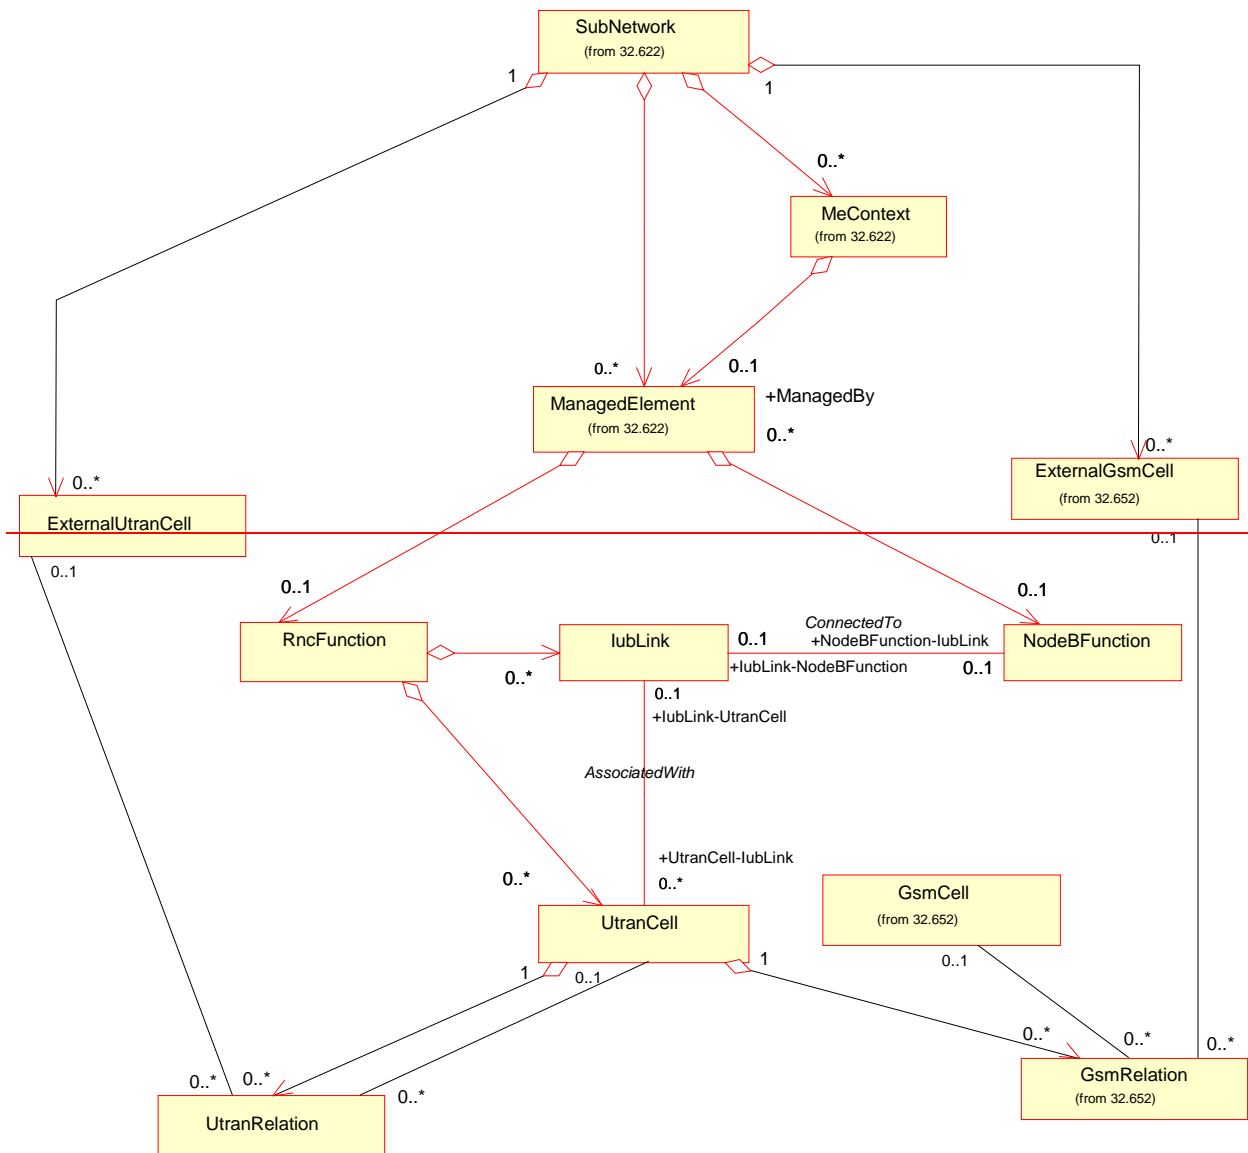 SubNetwork
(from 32.622)
1
1
0..*
MeContext
(from 32.622)
0..*
0..1
+ManagedBy
ManagedElement
(from 32.622)
0..*
0..*
ExternalGsmCell
(from 32.652)
0..*
ExternalUtranCell
0..1
0..1
0..1
0..1
RncFunction
0..*
IubLink
0..1
ConnectedTo
+NodeBFunction-IubLink
+IubLink-NodeBFunction
0..1
NodeBFunction
0..1
+IubLink-UtranCell
AssociatedWith
+UtranCell-IubLink
0..*
0..*
UtranCell
GsmCell
(from 32.652)
0..1
1
0..1
1
0..*
0..*
0..*
GsmRelation
(from 32.652)
0..*
0..*
0..*
UtranRelation